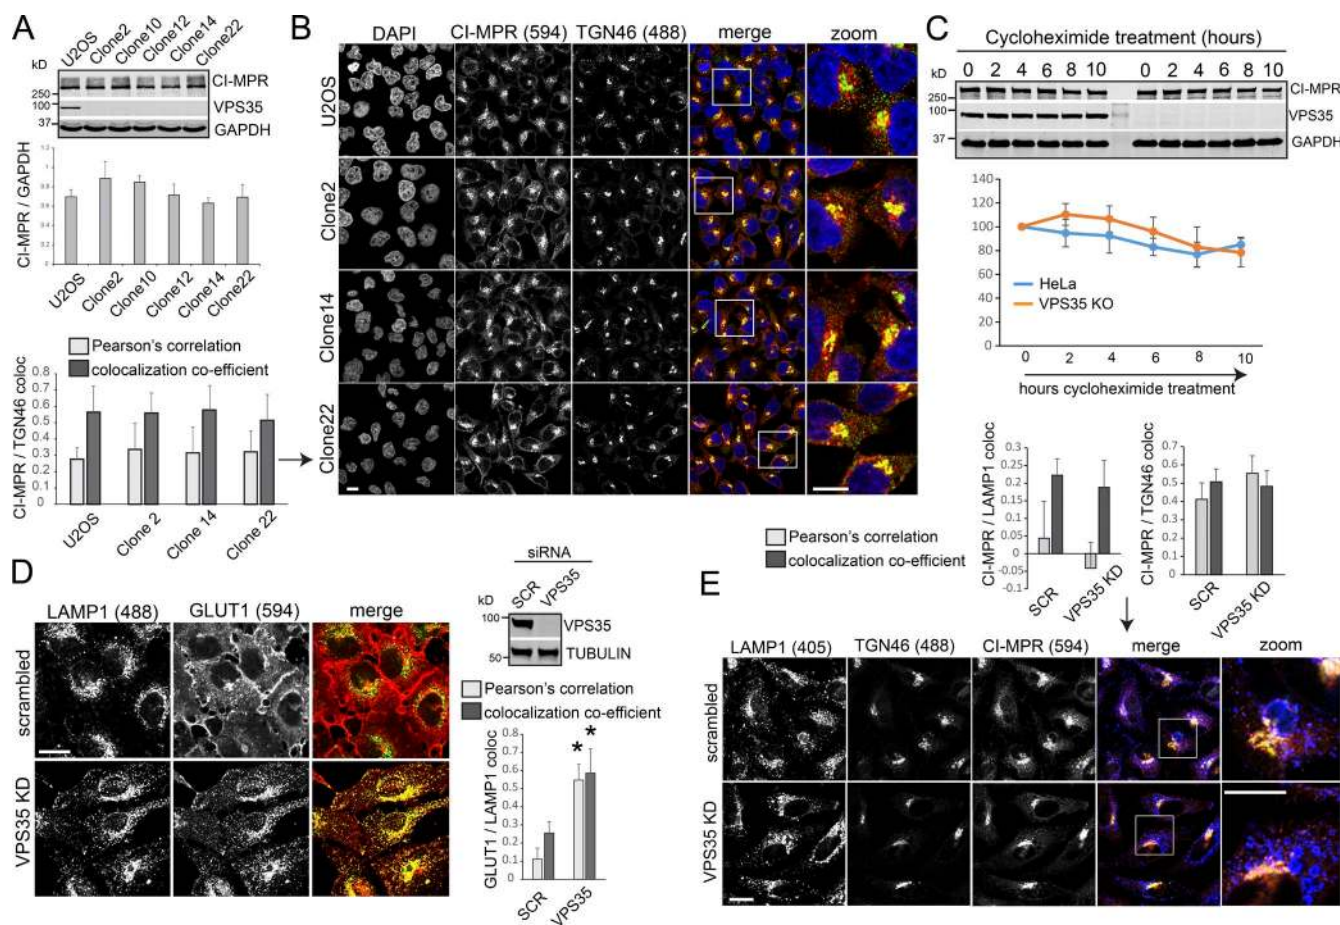 A
U2OS
Clone2
Clone10
Clone12
Clone14
Clone22
kD
CI-MPR
250
100
VPS35
37
GAPDH
CI-MPR / GAPDH
1
0.8
0.6
0.4
0.2
0
U2OS
Clone2
Clone10
Clone12
Clone14
Clone22
Pearson's correlation
colocalization co-efficient
CI-MPR / TGN46 coloc
0.8
0.7
0.6
0.5
0.4
0.3
0.2
0.1
0
U2OS
Clone 2
Clone 14
Clone 22
B
DAPI CI-MPR (594) TGN46 (488) merge zoom
U2OS
Clone2
Clone14
Clone22
C
Cycloheximide treatment (hours)
kD 0 2 4 6 8 10 0 2 4 6 8 10
CI-MPR
250
100
VPS35
37
GAPDH
140
120
100
80
60
40
20
0
HeLa
VPS35 KO
0 2 4 6 8 10
hours cycloheximide treatment
CI-MPR / LAMP1 coloc
0.3
0.25
0.2
0.15
0.1
0.05
0
-0.05
-0.1
SCR
VPS35 KD
CI-MPR / TGN46 coloc
0.7
0.6
0.5
0.4
0.3
0.2
0.1
0
SCR
VPS35 KD
Pearson's correlation
colocalization co-efficient
D
LAMP1 (488) GLUT1 (594) merge
scrambled
VPS35 KD
siRNA
SCR
VPS35
kD
100
VPS35
50
TUBULIN
Pearson's correlation
colocalization co-efficient
GLUT1 / LAMP1 coloc
0.8
0.7
0.6
0.5
0.4
0.3
0.2
0.1
0
* *
SCR
VPS35
E
LAMP1 (405) TGN46 (488) CI-MPR (594) merge zoom
scrambled
VPS35 KD